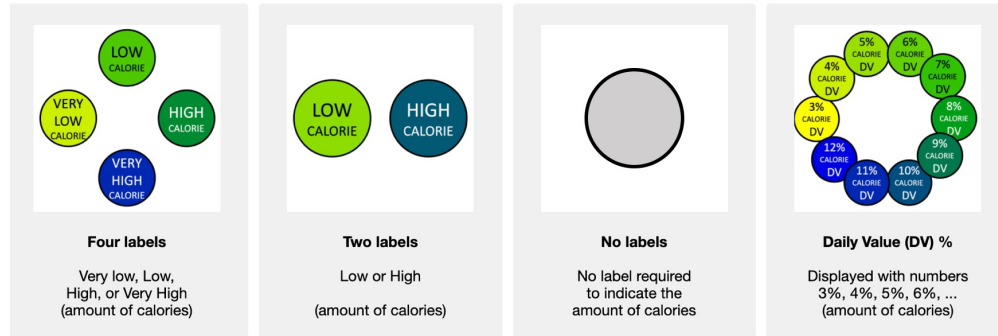 LOW
CALORIE
VERY
LOW
CALORIE
HIGH
CALORIE
VERY
HIGH
CALORIE
Four labels
Very low, Low,
High, or Very High
(amount of calories)
LOW
CALORIE
HIGH
CALORIE
Two labels
Low or High
(amount of calories)
No labels
No label required
to indicate the
amount of calories
5%
CALORIE
DV
6%
CALORIE
DV
4%
CALORIE
DV
7%
CALORIE
DV
3%
CALORIE
DV
8%
CALORIE
DV
12%
CALORIE
DV
9%
CALORIE
DV
11%
CALORIE
DV
10%
CALORIE
DV
Daily Value (DV) %
Displayed with numbers
3%, 4%, 5%, 6%, ...
(amount of calories)